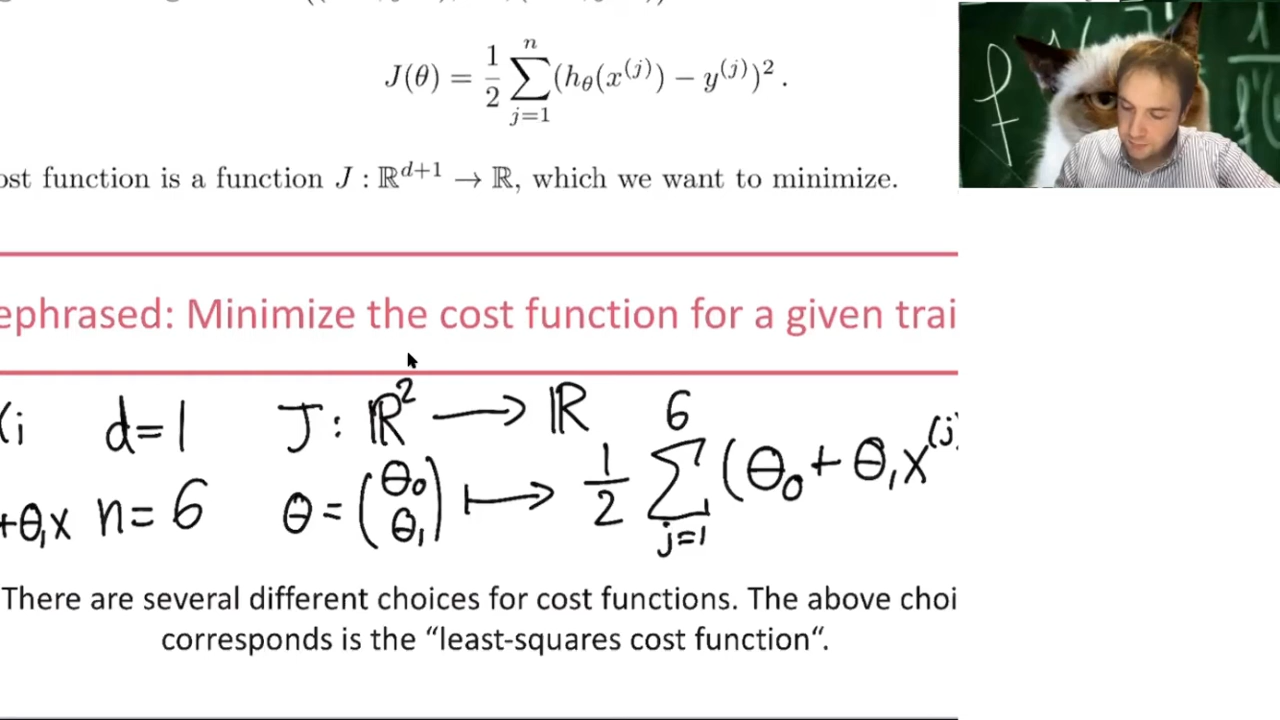 J(θ) = 1/2 ∑_{j=1}^{n} (h_θ(x^{(j)}) − y^{(j)})² .
ost function is a function J : ℝ^{d+1} → ℝ, which we want to minimize.
ephrased: Minimize the cost function for a given trai
d=1 J: ℝ² ⟶ ℝ
+θ₁x n=6 θ = (θ₀ θ₁) ⟼ 1/2 ∑_{j=1}^{6} (θ₀ + θ₁x^{(j)
There are several different choices for cost functions. The above choi
corresponds is the “least-squares cost function“.